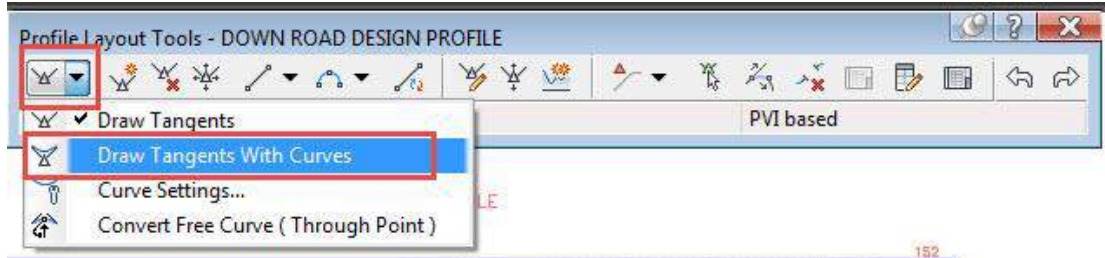 Profile Layout Tools - DOWN ROAD DESIGN PROFILE
Draw Tangents
PVI based
Draw Tangents With Curves
Curve Settings...
LE
Convert Free Curve ( Through Point )
152